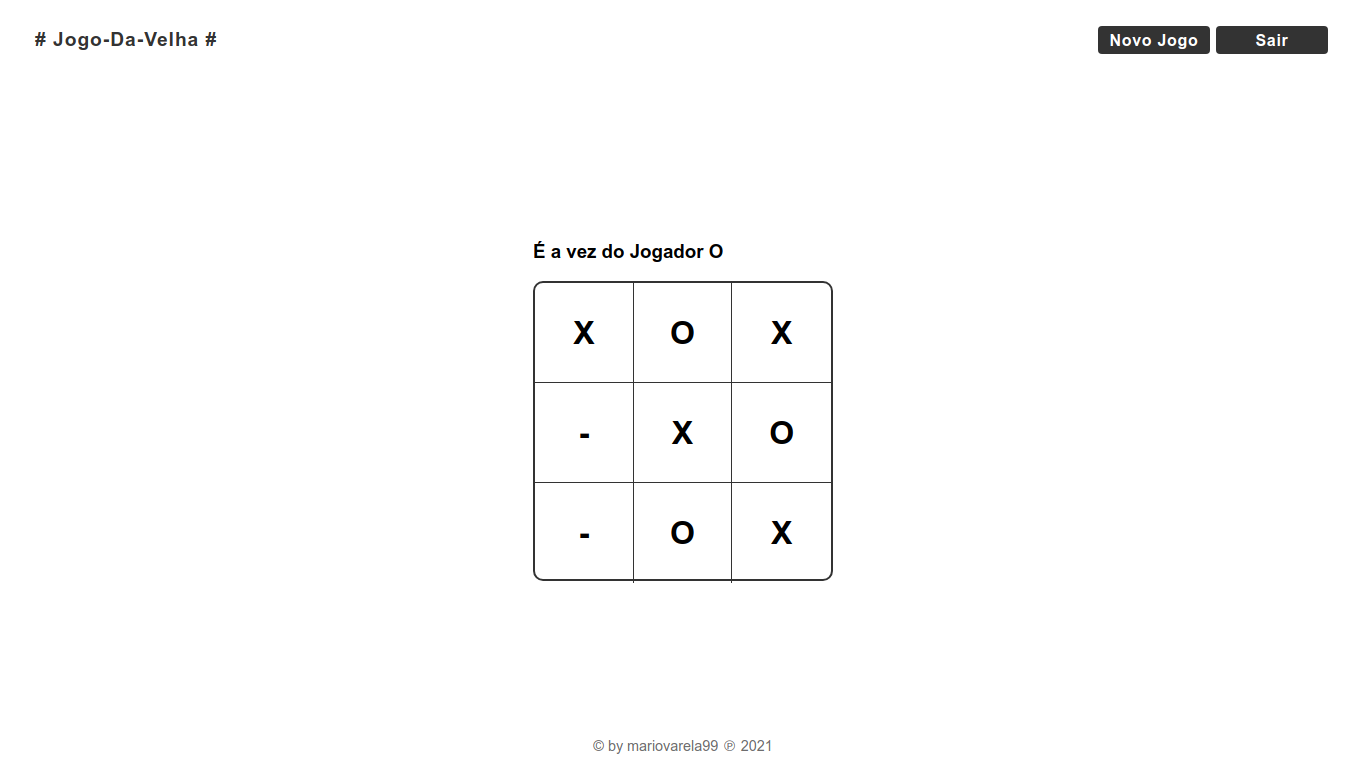 # Jogo-Da-Velha #
Novo Jogo
Sair
É a vez do Jogador O
X O X
- X O
- O X
© by mariovarela99 ℗ 2021